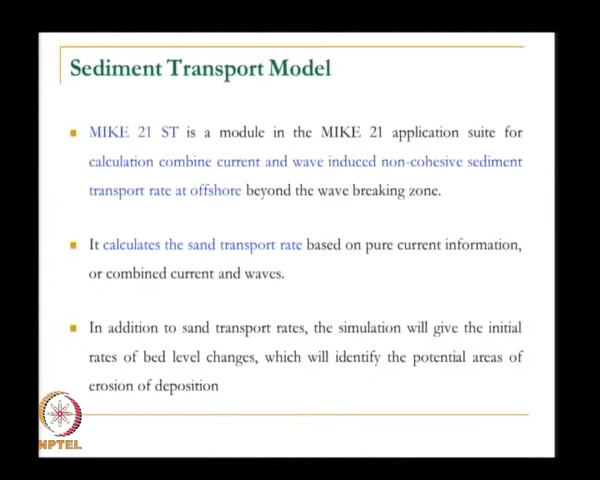 Sediment Transport Model
MIKE 21 ST is a module in the MIKE 21 application suite for
calculation combine current and wave induced non-cohesive sediment
transport rate at offshore beyond the wave breaking zone.
It calculates the sand transport rate based on pure current information,
or combined current and waves.
In addition to sand transport rates, the simulation will give the initial
rates of bed level changes, which will identify the potential areas of
erosion of deposition
NPTEL